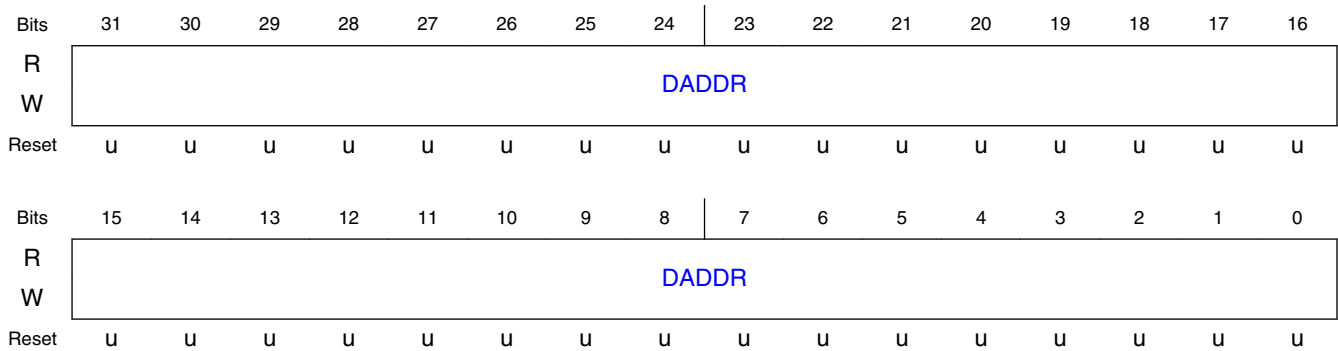 Bits 31 30 29 28 27 26 25 24 23 22 21 20 19 18 17 16
R
DADDR
W
Reset u u u u u u u u u u u u u u u u
Bits 15 14 13 12 11 10 9 8 7 6 5 4 3 2 1 0
R
DADDR
W
Reset u u u u u u u u u u u u u u u u